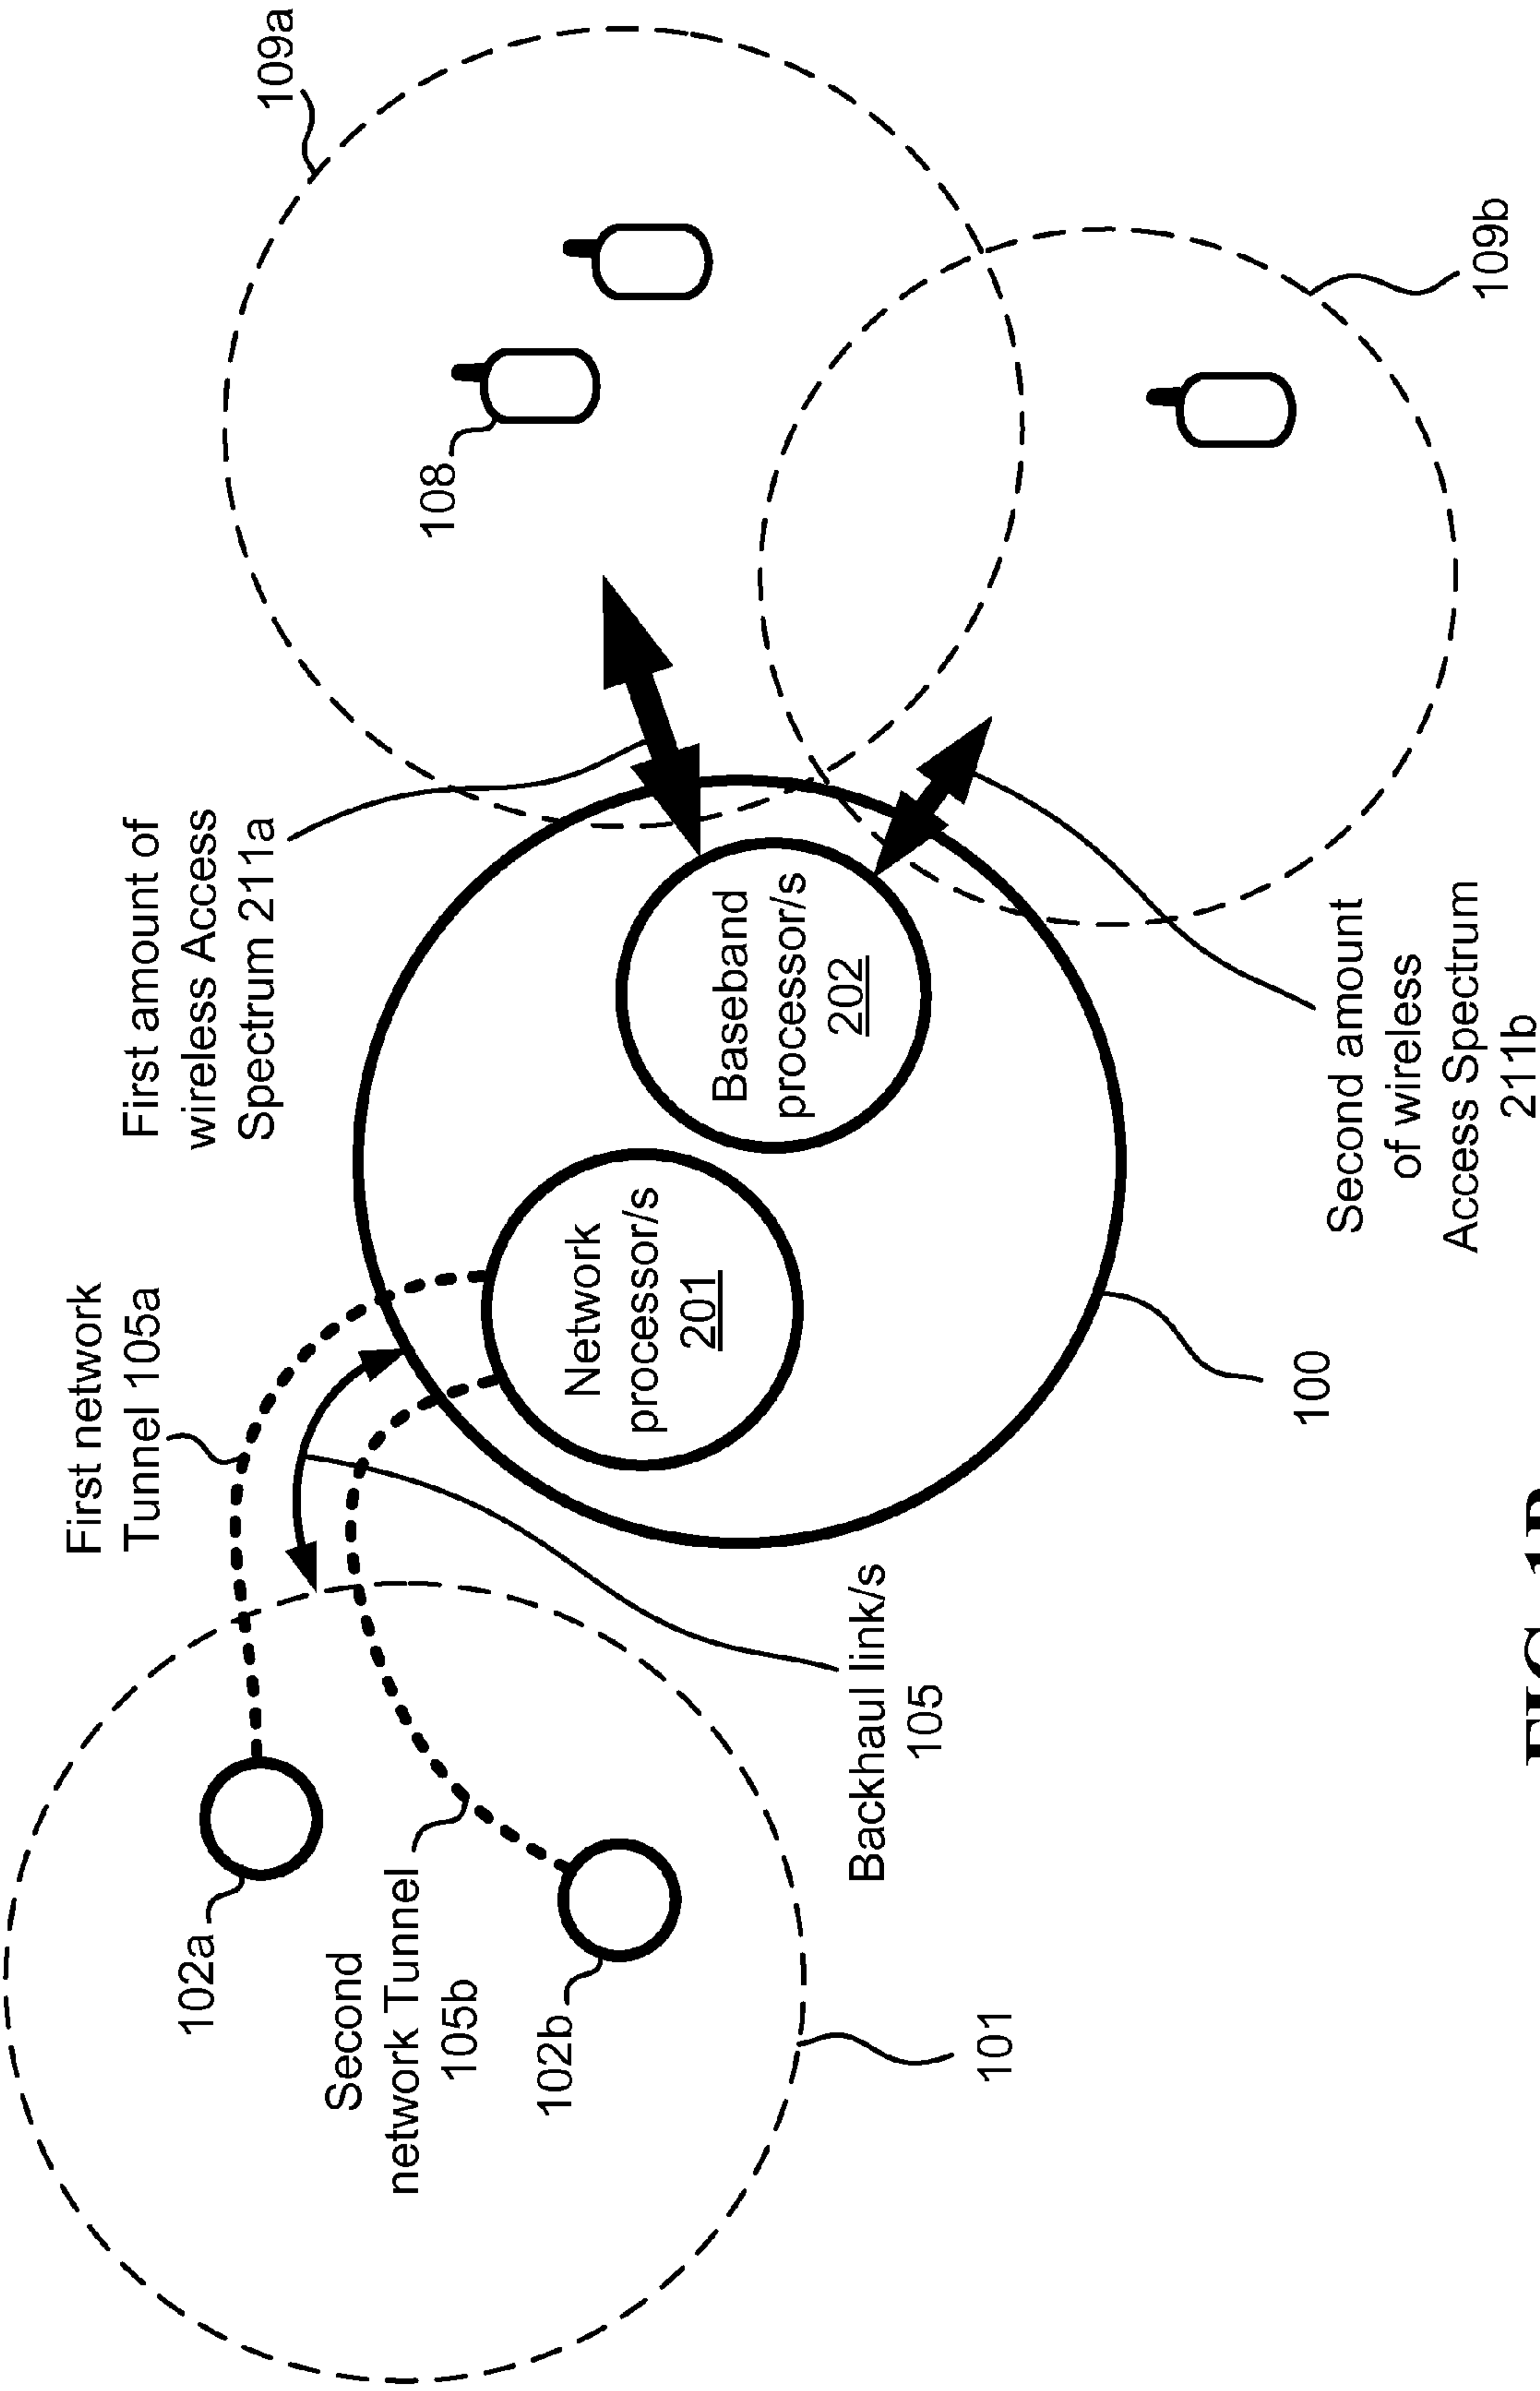 First network
Tunnel 105a
First amount of
wireless Access
Spectrum 211a
109a
102a
Second
network Tunnel
105b
102b
108
Network
processor/s
201
Baseband
processor/s
202
Backhaul link/s
105
101
100
Second amount
of wireless
Access Spectrum
211b
109b